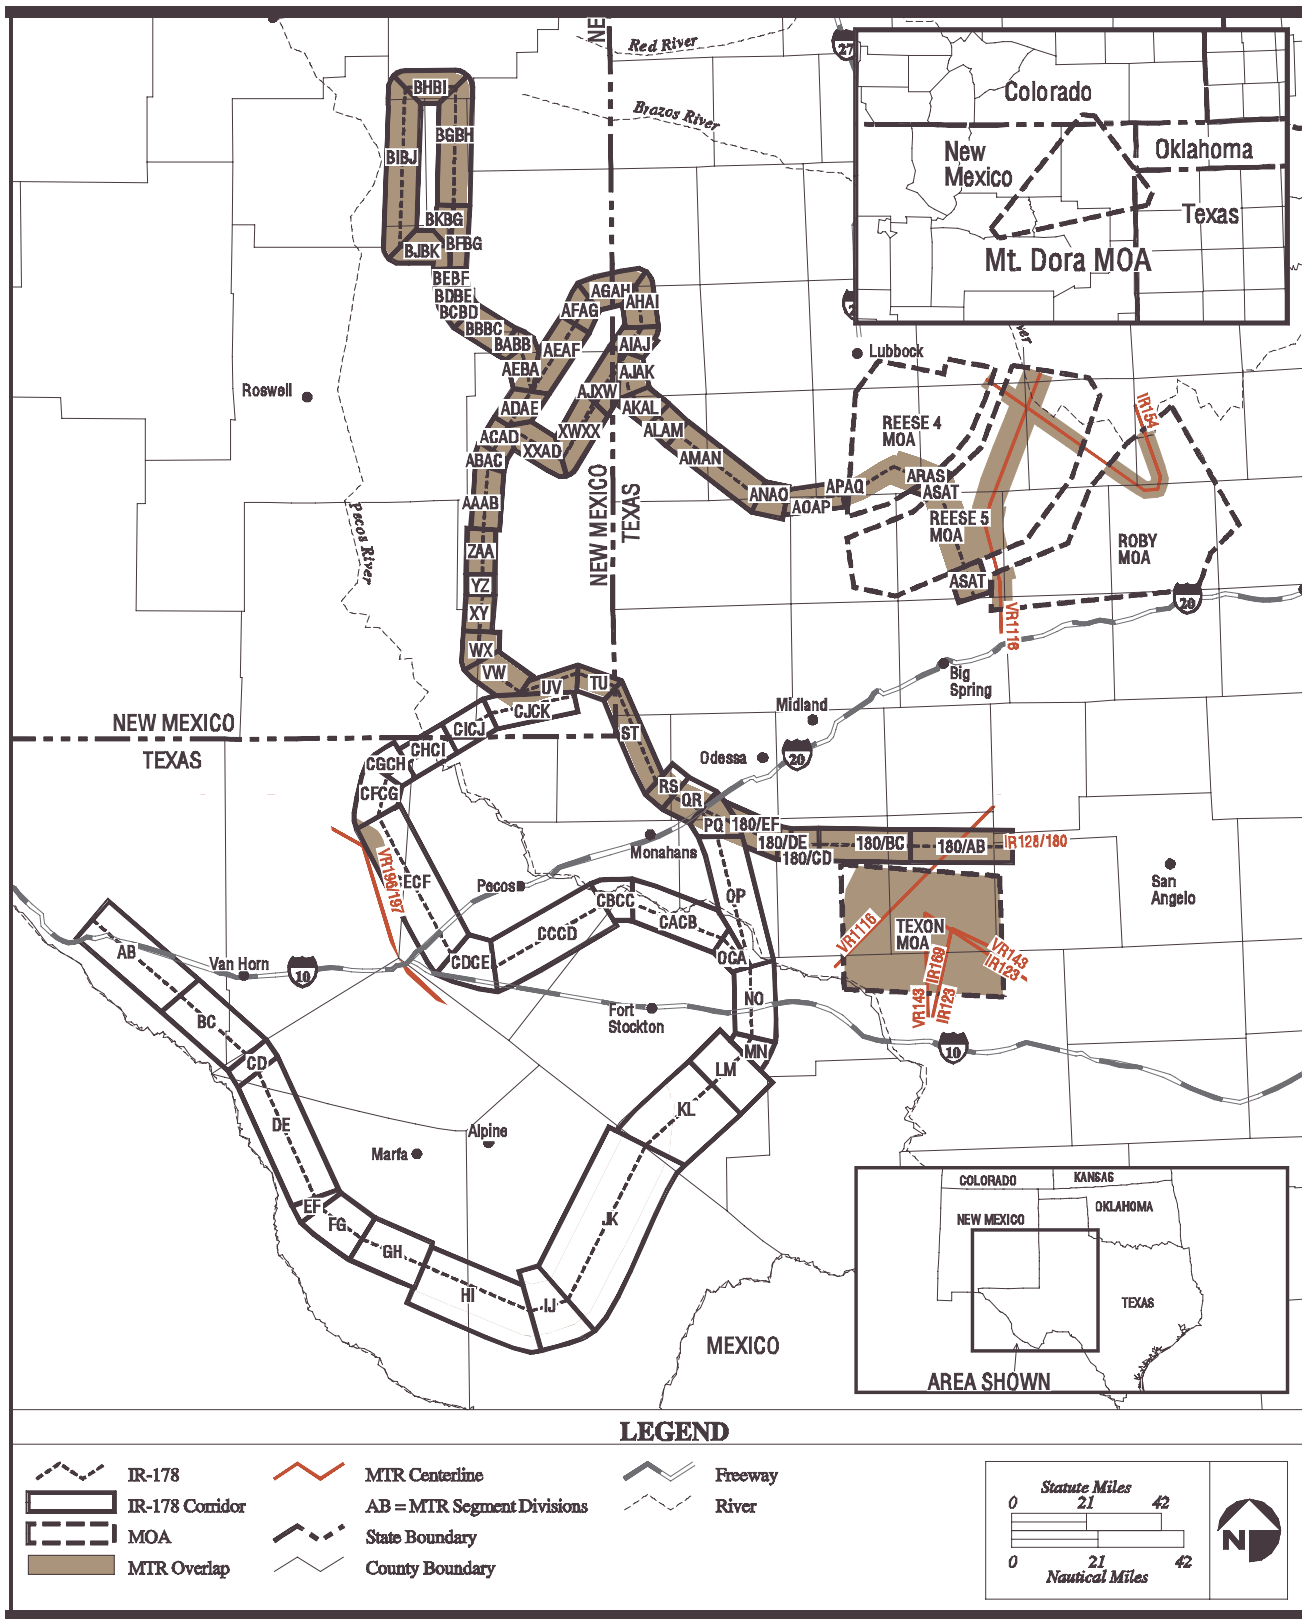 NE
Red River
27
Brazos River
Colorado
New
Mexico
Oklahoma
Texas
Mt. Dora MOA
BHBI
BGBH
BIBJ
BKBG
BFBG
BJBK
BEBF
BDBE
BCBD
BBBC
BABB
AEBA
AGAH
AHAI
AFAG
AEAF
AIAJ
AJAK
AJXW
AKAL
ADAE
ACAD
XWXX
ALAM
XXAD
ABAC
AMAN
AAAB
ANAO
AOAP
APAQ
ARAS
ASAT
Lubbock
Roswell
REESE 4
MOA
IR154
REESE 5
MOA
ROBY
MOA
ASAT
VR1116
20
Pecos River
NEW MEXICO
TEXAS
ZAA
YZ
XY
WX
VW
UV
TU
CJCK
CICJ
CHCI
CGCH
CFCG
ST
RS
QR
PQ
180/EF
180/DE
180/CD
180/BC
180/AB
IR128/180
Big
Spring
Midland
Odessa
20
NEW MEXICO
TEXAS
Monahans
Pecos
VR196/197
ECF
CBCC
CACB
CCCD
CDCE
OP
OCA
NO
MN
LM
KL
TEXON
MOA
VR1116
VR143
IR123
IR169
VR143
IR123
San
Angelo
AB
Van Horn
10
BC
CD
DE
Fort
Stockton
10
Alpine
Marfa
EF
FG
GH
HI
IJ
JK
MEXICO
COLORADO
KANSAS
NEW MEXICO
OKLAHOMA
TEXAS
AREA SHOWN
LEGEND
IR-178
MTR Centerline
Freeway
IR-178 Corridor
AB = MTR Segment Divisions
River
MOA
State Boundary
MTR Overlap
County Boundary
Statute Miles
0 21 42
0 21 42
Nautical Miles
N